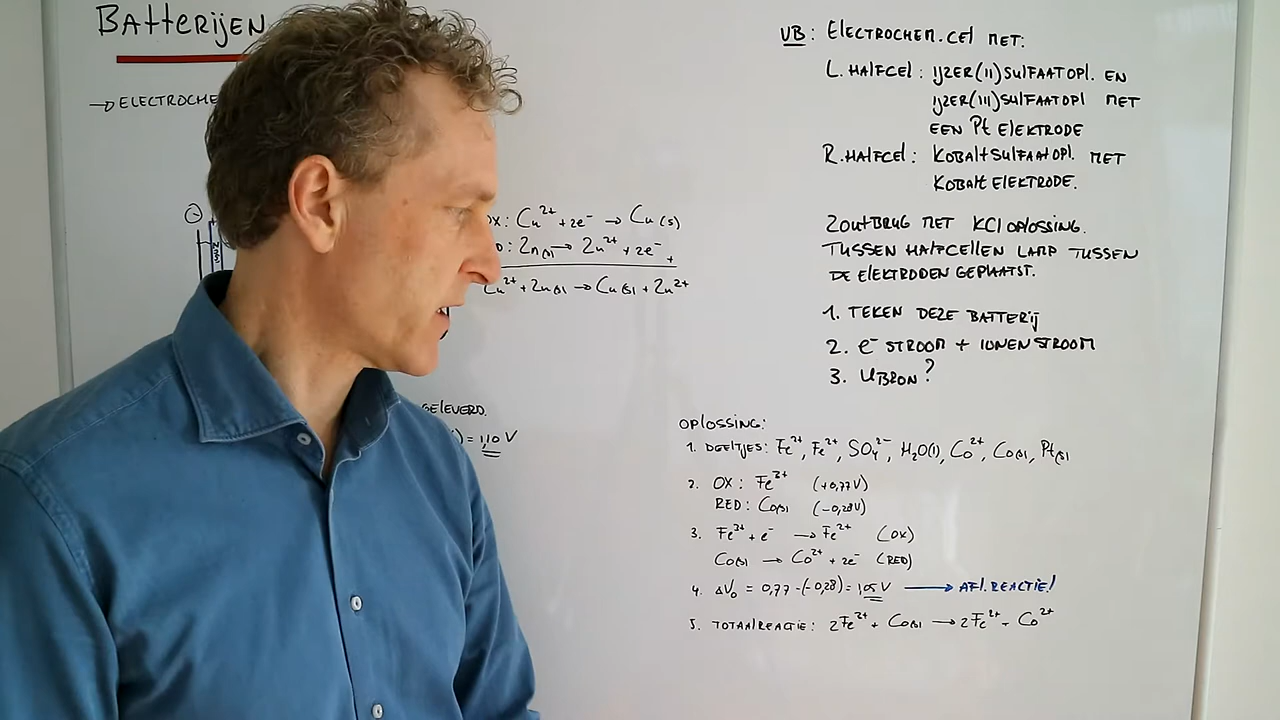 Batterijen
→ ELECTROCHE
OX: Cu²⁺ + 2e⁻ → Cu (s)
: Zn(s) → Zn²⁺ + 2e⁻ +
Cu²⁺ + Zn(s) → Cu(s) + Zn²⁺
GELEVERD.
) = 1,10 V
VB: ElECTROCHEM.CEl MET:
L.HALFCEL: IJZER(II)SULFAATOPL. EN
IJZER(III)SULFAATOPL MET
EEN Pt ElEKTRODE
R.HALFCEL: KOBALTSULFAATOPL. MET
KOBALT ELEKTRODE.
ZOUTBRUG MET KCl OPLOSSING.
TUSSEN HALFCELLEN LAMP TUSSEN
DE ELEKTRODEN GEPLAATST.
1. TEKEN DEZE BATTERIJ
2. e⁻ STROOM + IONENSTROOM
3. UBRON?
OPLOSSING:
1. DEELTJES: Fe³⁺, Fe²⁺, SO₄²⁻, H₂O(l), Co²⁺, Co(s), Pt(s)
2. OX: Fe³⁺ (+0,77V)
RED: Co(s) (-0,28V)
3. Fe³⁺ + e⁻ → Fe²⁺ (OX)
Co(s) → Co²⁺ + 2e⁻ (RED)
4. ΔV₀ = 0,77-(-0,28) = 1,05 V → AFL.REACTIE!
5. TOTAALREACTIE: 2Fe³⁺ + Co(s) → 2Fe²⁺ + Co²⁺